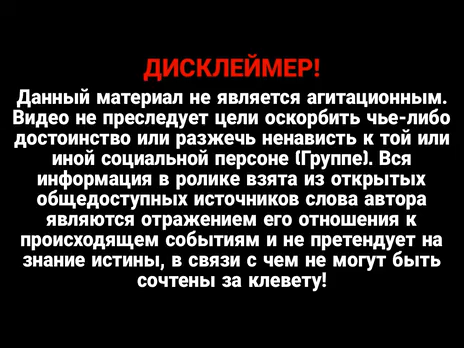 ДИСКЛЕЙМЕР!
Данный материал не является агитационным.
Видео не преследует цели оскорбить чье-либо
достоинство или разжечь ненависть к той или
иной социальной персоне (Группе). Вся
информация в ролике взята из открытых
общедоступных источников слова автора
являются отражением его отношения к
происходящем событиям и не претендует на
знание истины, в связи с чем не могут быть
сочтены за клевету!